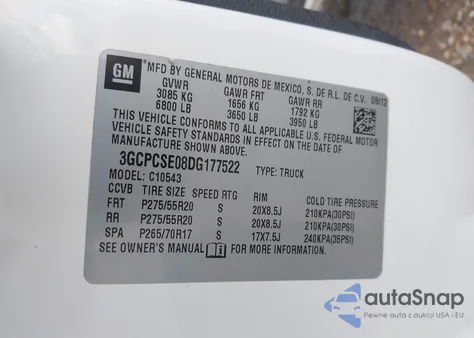 GM
*MFD BY GENERAL MOTORS DE MEXICO, S. DE R.L. DE C.V. 08/12
GVWR GAWR FRT GAWR RR
3085 KG 1656 KG 1792 KG
6800 LB 3650 LB 3950 LB
THIS VEHICLE CONFORMS TO ALL APPLICABLE U.S. FEDERAL MOTOR
VEHICLE SAFETY AND THEFT PREVENTION STANDARDS IN EFFECT ON THE DATE OF
MANUFACTURE SHOWN ABOVE.
3GCPCSE08DG177522 TYPE: TRUCK
MODEL: C10543
CCVB TIRE SIZE SPEED RTG RIM COLD TIRE PRESSURE
FRT P275/55R20 S 20X8.5J 210KPA(30PSI)
RR P275/55R20 S 20X8.5J 210KPA(30PSI)
SPA P265/70R17 S 17X7.5J 240KPA(35PSI)
SEE OWNER'S MANUAL FOR MORE INFORMATION.
autoSnap
Pewne auta z aukcji USA i EU